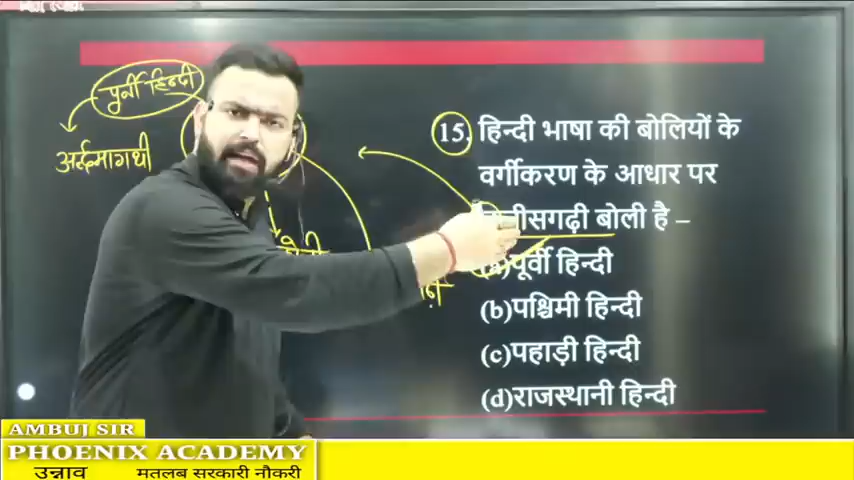 पूर्वी हिन्दी
अर्द्धमागधी
15. हिन्दी भाषा की बोलियों के
वर्गीकरण के आधार पर
बोली है –
पूर्वी हिन्दी
(b)पश्चिमी हिन्दी
(c)पहाड़ी हिन्दी
(d)राजस्थानी हिन्दी
AMBUJ SIR
PHOENIX ACADEMY
उन्नाव मतलब सरकारी नौकरी